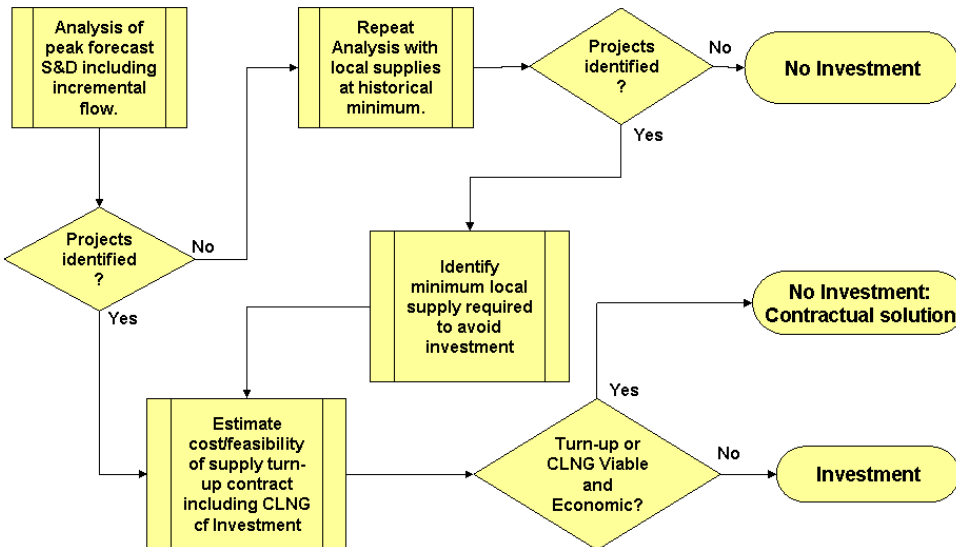 Analysis of
peak forecast
S&D including
incremental
flow.
Repeat
Analysis with
local supplies
at historical
minimum.
Projects
identified
?
No
No Investment
Yes
Projects
identified
?
No
Yes
Identify
minimum local
supply required
to avoid
investment
No Investment:
Contractual solution
Yes
Estimate
cost/feasibility
of supply turn-
up contract
including CLNG
cf Investment
Turn-up or
CLNG Viable
and
Economic?
No
Investment